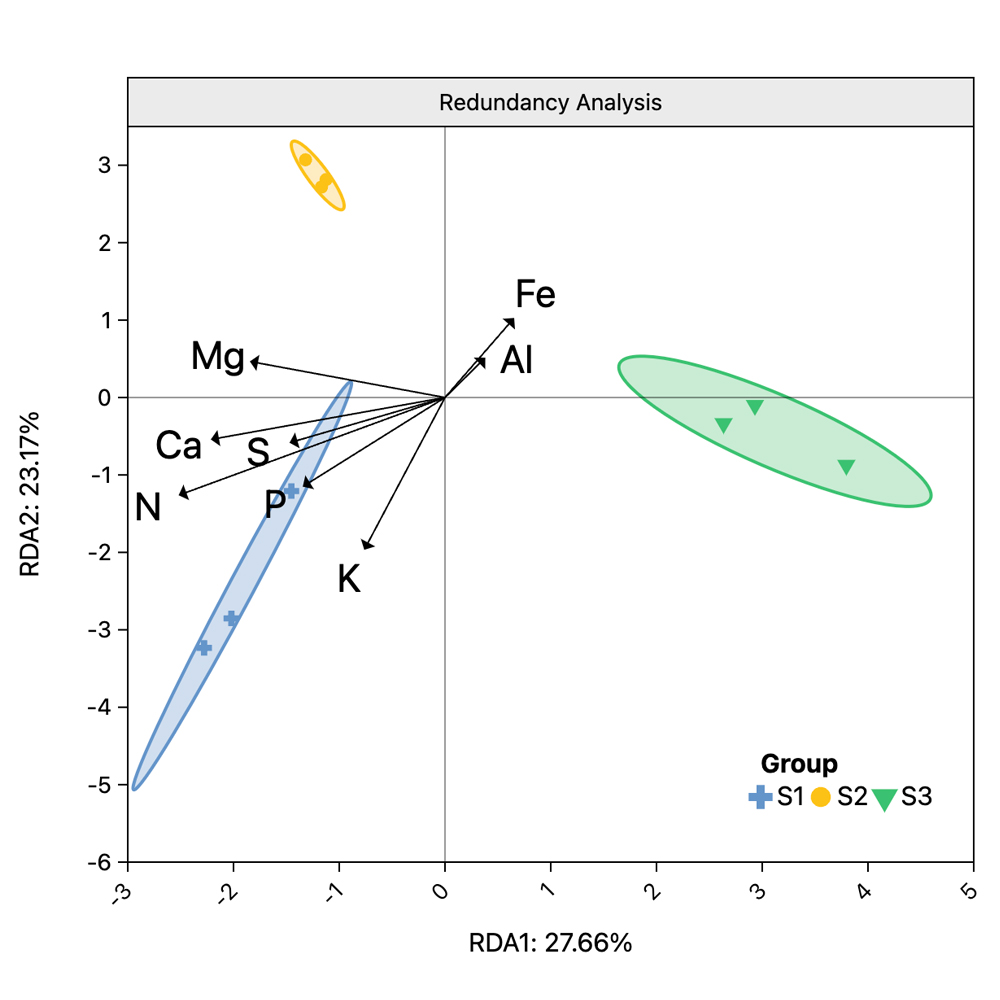 Redundancy Analysis
3
2
1
0
-1
-2
-3
-4
-5
-6
RDA2: 23.17%
Fe
Al
Mg
Ca
S
N
P
K
Group
S1 S2 S3
-3 -2 -1 0 1 2 3 4 5
RDA1: 27.66%